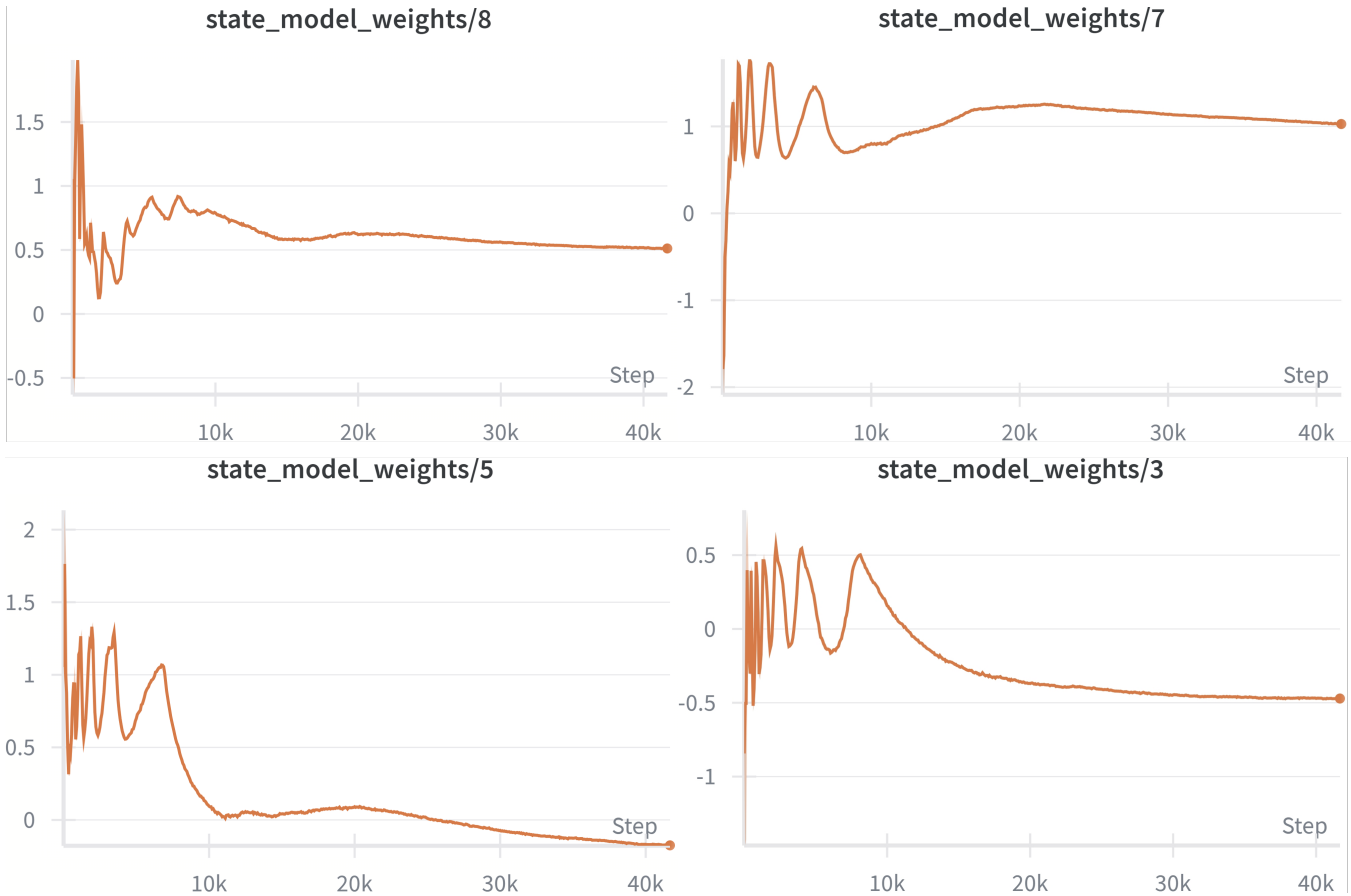 state_model_weights/8
1.5
1
0.5
0
-0.5
Step
10k 20k 30k 40k
state_model_weights/7
1
0
-1
-2
Step
10k 20k 30k 40k
state_model_weights/5
2
1.5
1
0.5
0
Step
10k 20k 30k 40k
state_model_weights/3
0.5
0
-0.5
-1
Step
10k 20k 30k 40k